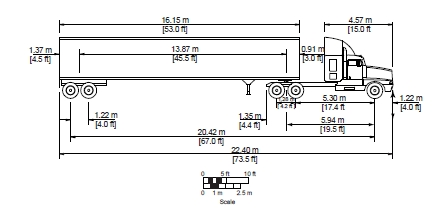 16.15 m
[53.0 ft]
4.57 m
[15.0 ft
1.37 m
[4.5 ft]
13.87 m
[45.5 ft]
0.91 m
[3.0 ft]
1.22 m
[4.0 ft]
1.35 m
[4.4 ft]
4.2 ft
5.30 m
[17.4 ft
1.22 m
[4.0 ft]
5.94 m
[19.5 ft]
20.42 m
[67.0 ft]
22.40 m
[73.5 ft]
0 5 ft 10 ft
0 1 m 2.5 m
Scale